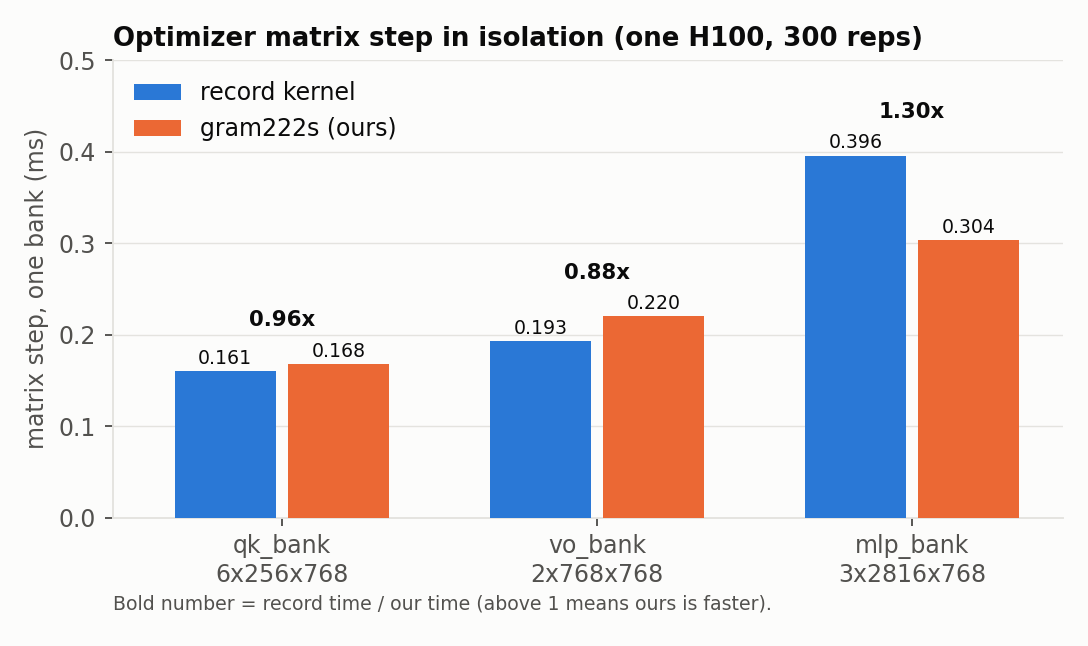 Optimizer matrix step in isolation (one H100, 300 reps)
record kernel
gram222s (ours)
matrix step, one bank (ms)
0.5
0.4
0.3
0.2
0.1
0.0
0.96x
0.161
0.168
0.88x
0.193
0.220
1.30x
0.396
0.304
qk_bank
6x256x768
vo_bank
2x768x768
mlp_bank
3x2816x768
Bold number = record time / our time (above 1 means ours is faster).